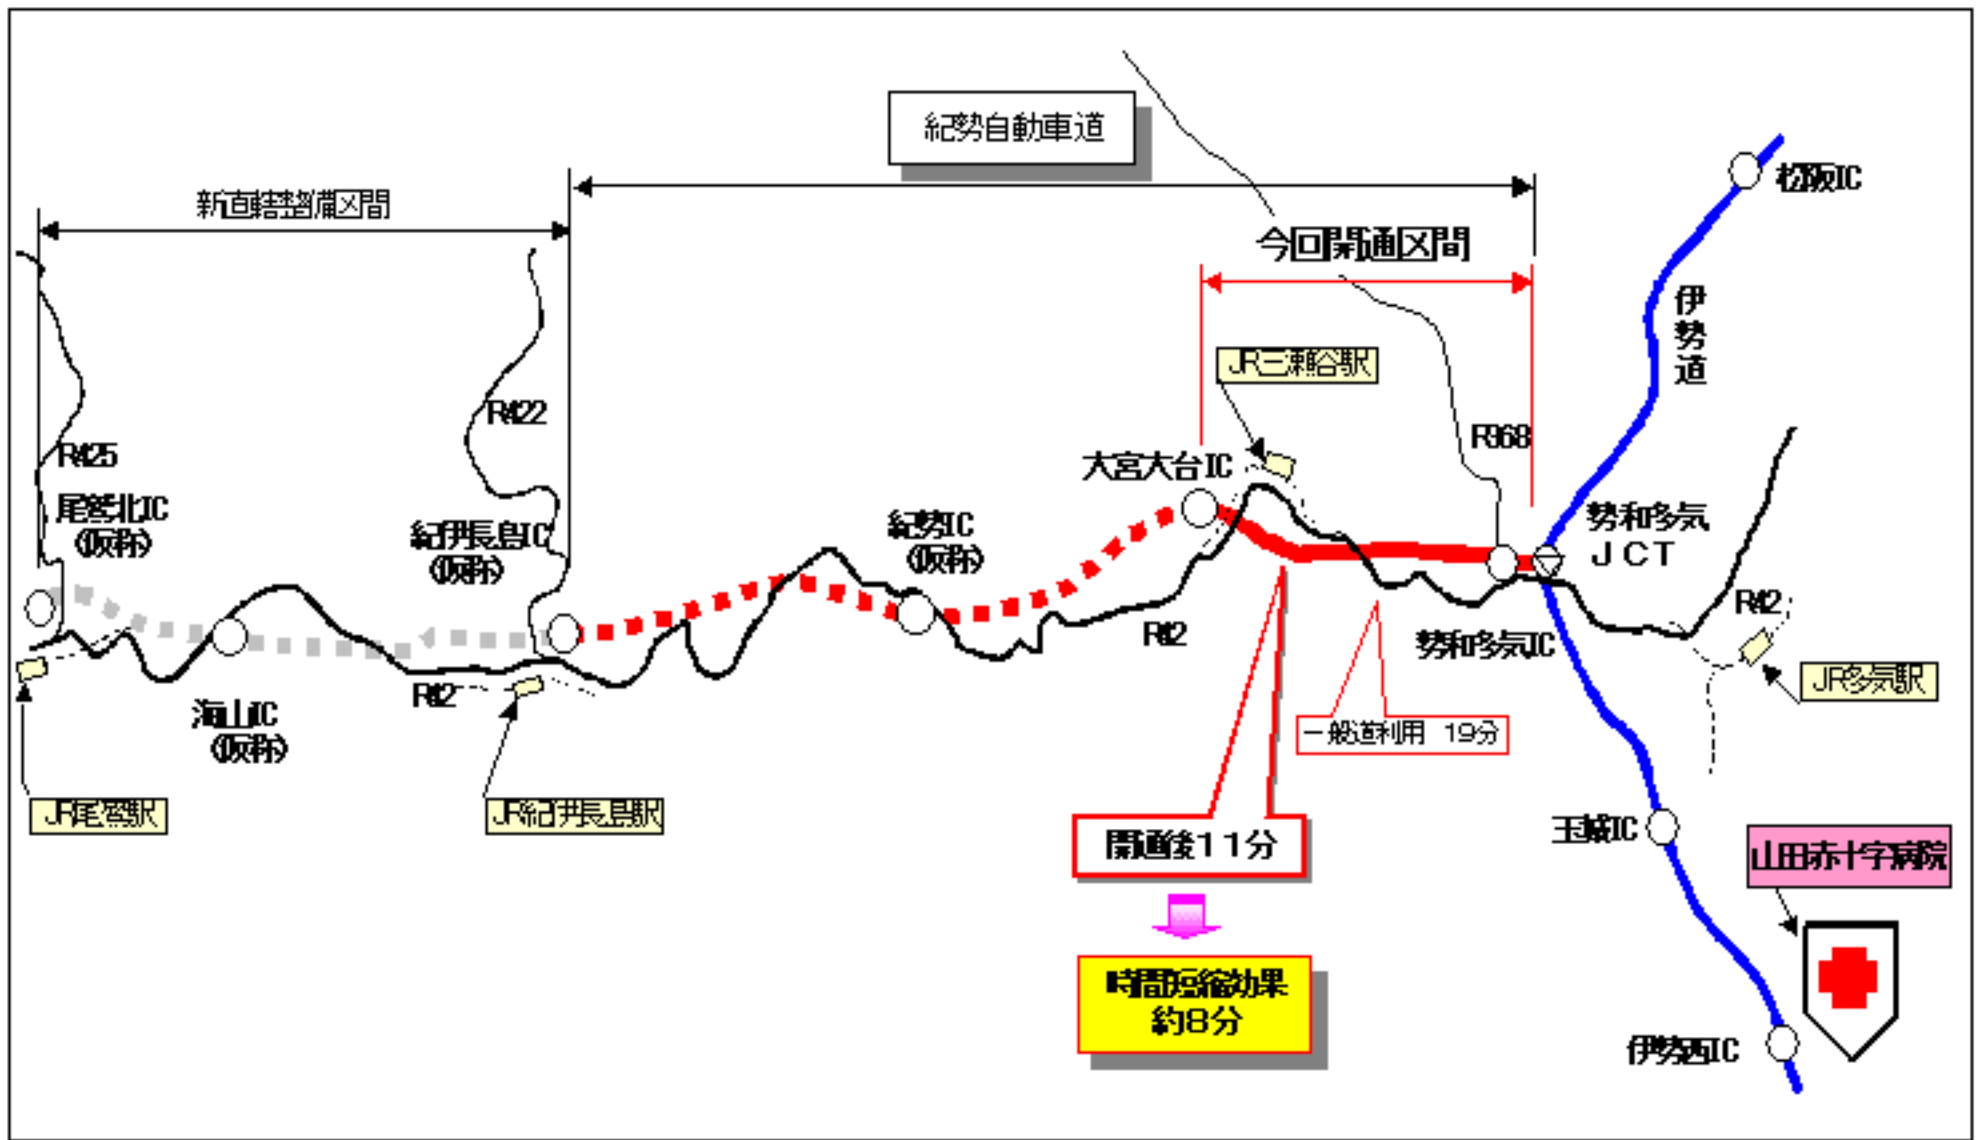 紀勢自動車道
新直轄整備区間
今回開通区間
松阪IC
伊勢道
JR三瀬谷駅
R422
R425
R368
大宮大台IC
尾鷲北IC
(仮称)
紀伊長島IC
(仮称)
紀勢IC
(仮称)
勢和多気
JCT
R42
R42
勢和多気IC
JR多気駅
R42
海山IC
(仮称)
一般道利用 19分
JR尾鷲駅
JR紀伊長島駅
開通後11分
玉城IC
山田赤十字病院
時間短縮効果
約8分
伊勢西IC